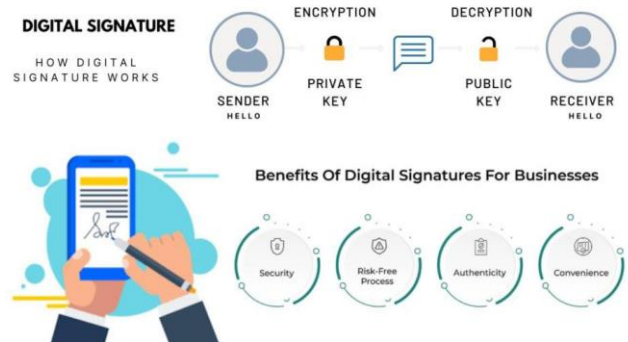 DIGITAL SIGNATURE
HOW DIGITAL
SIGNATURE WORKS
ENCRYPTION
DECRYPTION
PRIVATE
KEY
PUBLIC
KEY
SENDER
HELLO
RECEIVER
HELLO
Benefits Of Digital Signatures For Businesses
Security
Risk-Free
Process
Authenticity
Convenience